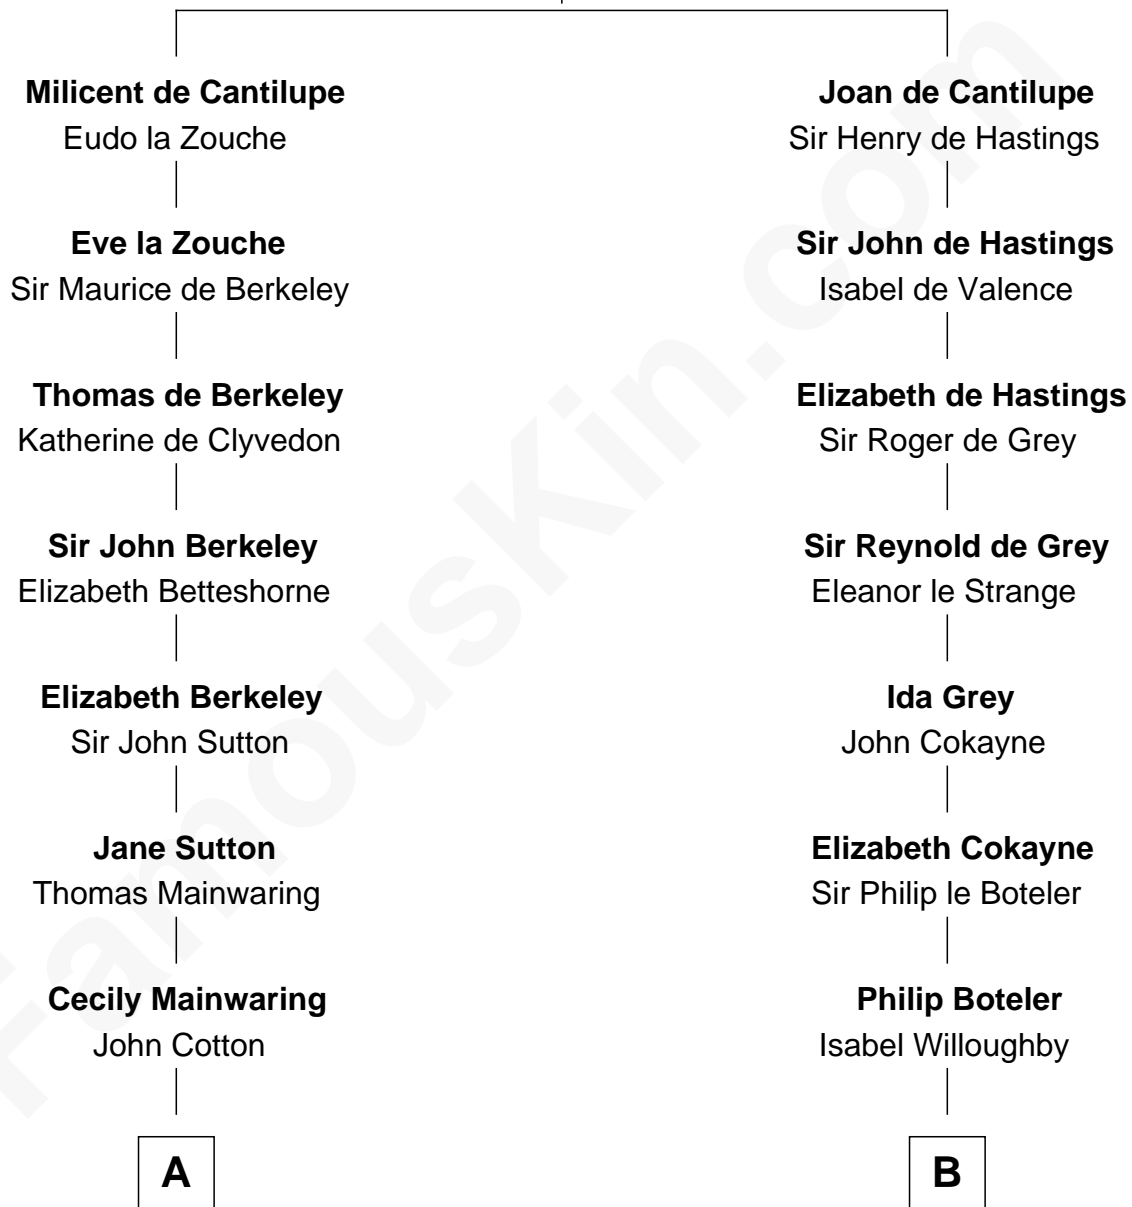 Milicent de Cantilupe
Eudo la Zouche
Joan de Cantilupe
Sir Henry de Hastings
Eve la Zouche
Sir Maurice de Berkeley
Sir John de Hastings
Isabel de Valence
Thomas de Berkeley
Katherine de Clyvedon
Elizabeth de Hastings
Sir Roger de Grey
Sir John Berkeley
Elizabeth Betteshorne
Sir Reynold de Grey
Eleanor le Strange
Elizabeth Berkeley
Sir John Sutton
Ida Grey
John Cokayne
Jane Sutton
Thomas Mainwaring
Elizabeth Cokayne
Sir Philip le Boteler
Cecily Mainwaring
John Cotton
Philip Boteler
Isabel Willoughby
A
B
FamousKin.com